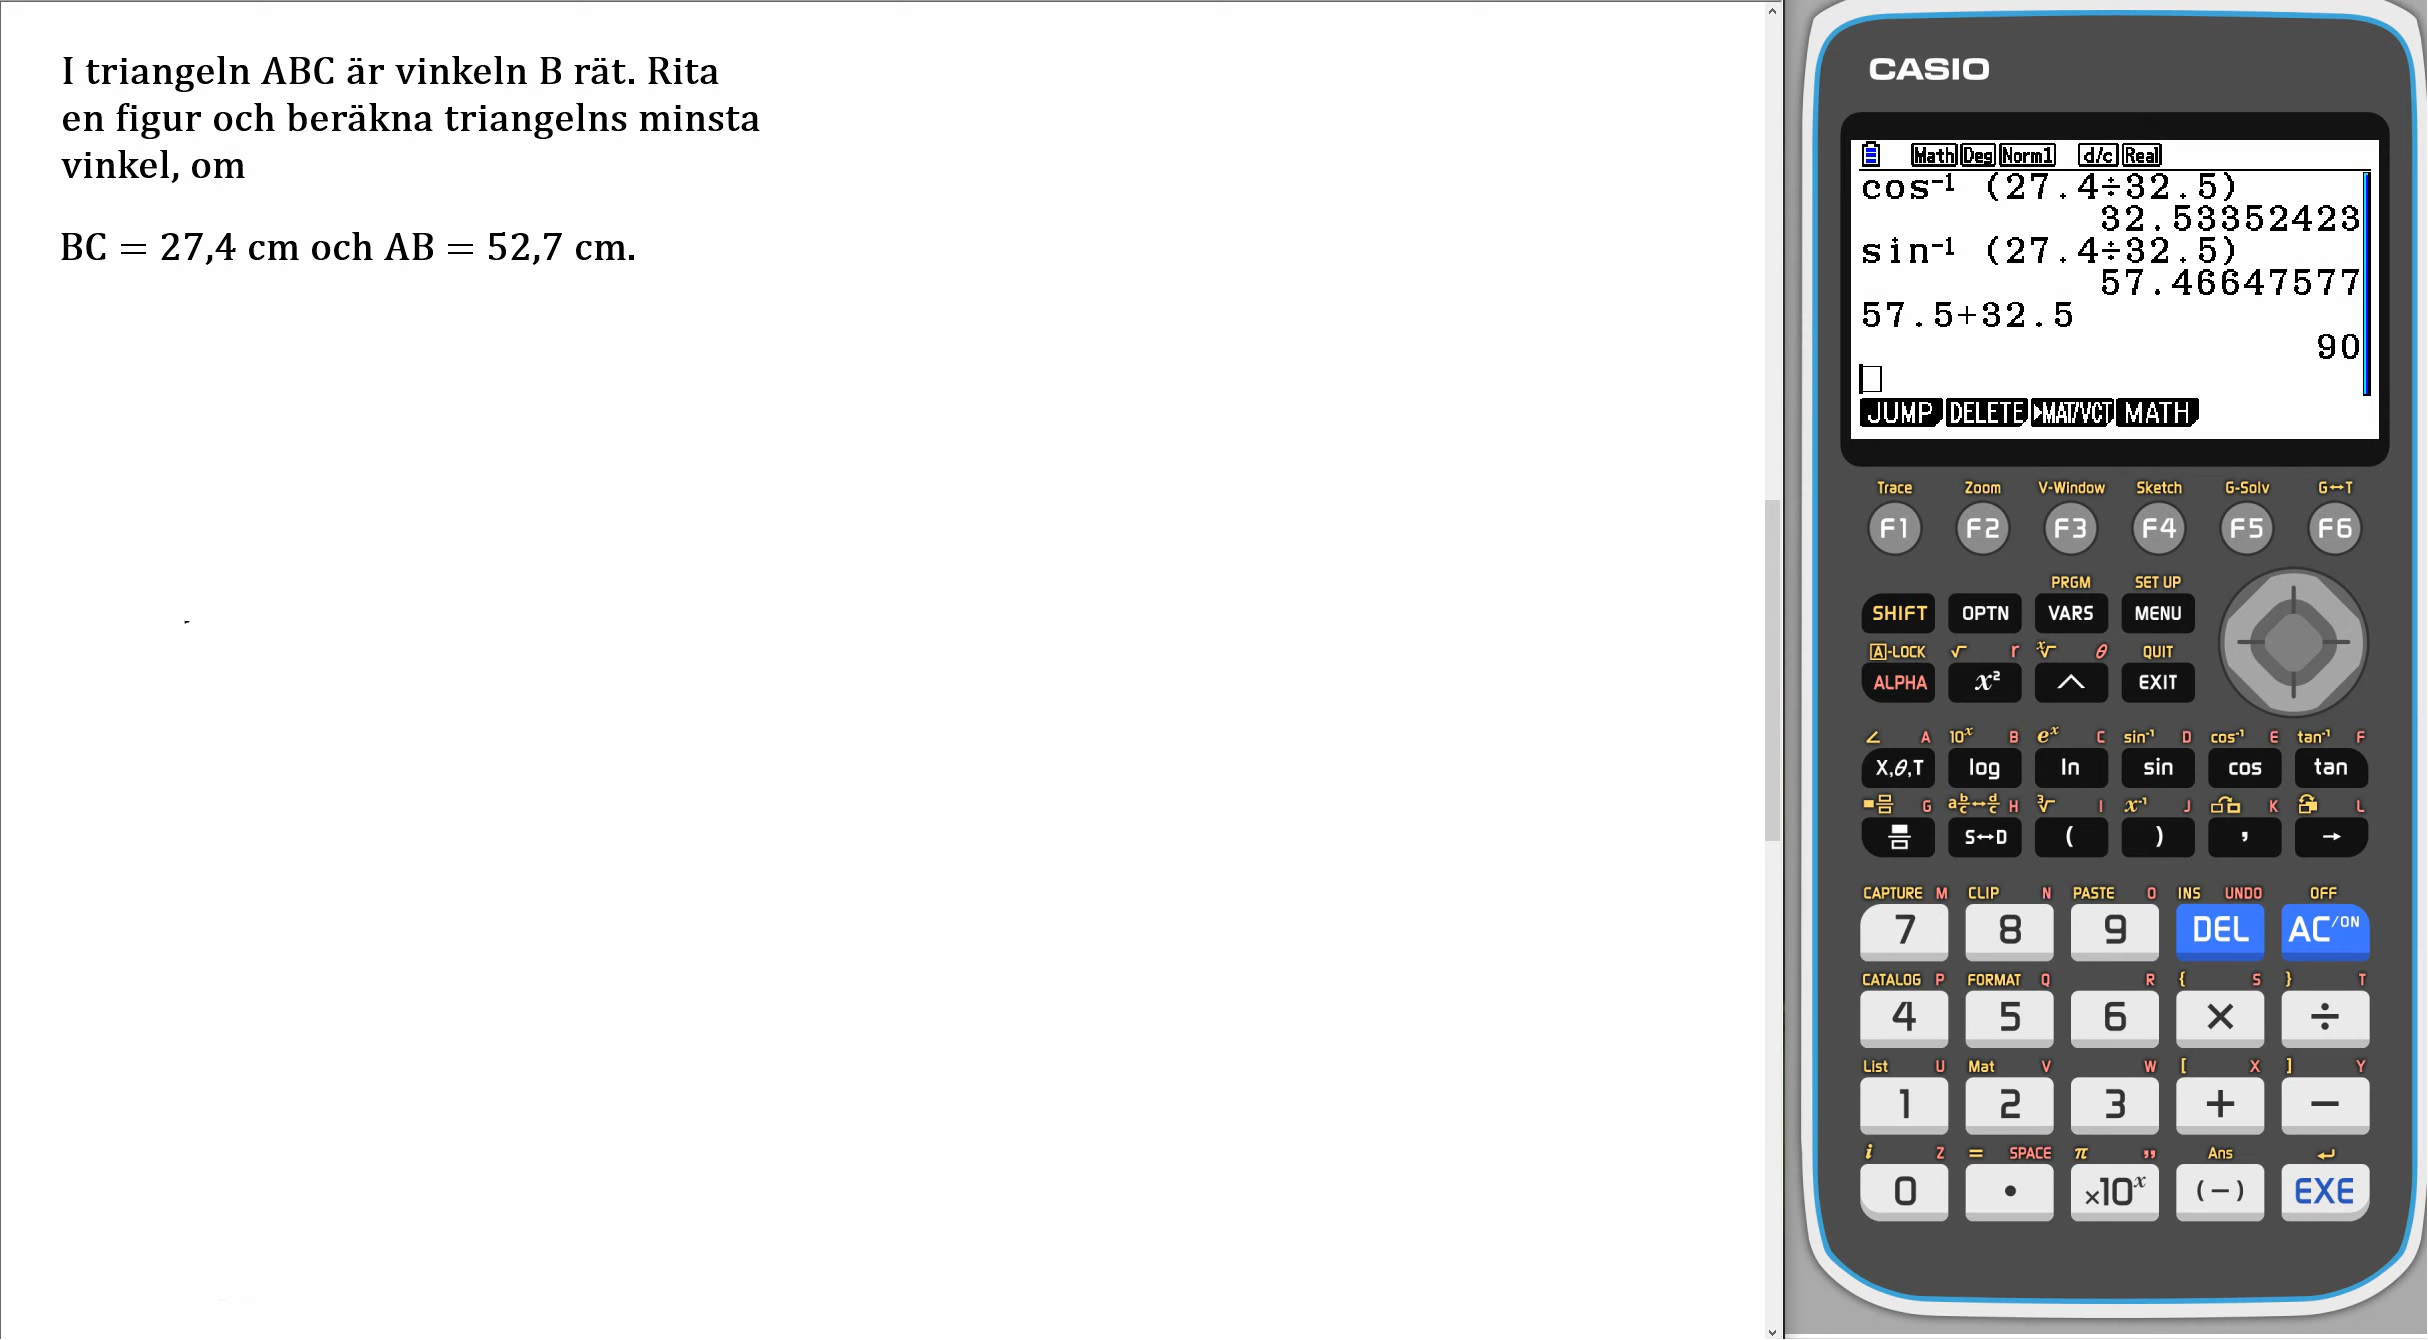 I triangeln ABC är vinkeln B rät. Rita
en figur och beräkna triangelns minsta
vinkel, om
BC = 27,4 cm och AB = 52,7 cm.
CASIO
Math Deg Norm1 d/c Real
cos⁻¹ (27.4÷32.5)
32.53352423
sin⁻¹ (27.4÷32.5)
57.46647577
57.5+32.5
90
JUMP DELETE ▶MAT/VCT MATH
Trace Zoom V-Window Sketch G-Solv G↔T
F1 F2 F3 F4 F5 F6
PRGM SET UP
SHIFT OPTN VARS MENU
A-LOCK √ r ˣ√ θ QUIT
ALPHA x² ^ EXIT
∠ A 10ˣ B eˣ C sin⁻¹ D cos⁻¹ E tan⁻¹ F
X,θ,T log ln sin cos tan
G a b/c↔d/c H ³√ I x⁻¹ J K L
S↔D ( ) , →
CAPTURE M CLIP N PASTE O INS UNDO OFF
7 8 9 DEL AC/ON
CATALOG P FORMAT Q R { S } T
4 5 6 × ÷
List U Mat V W [ X ] Y
1 2 3 + −
i Z = SPACE π " Ans ↵
0 • ×10ˣ (−) EXE